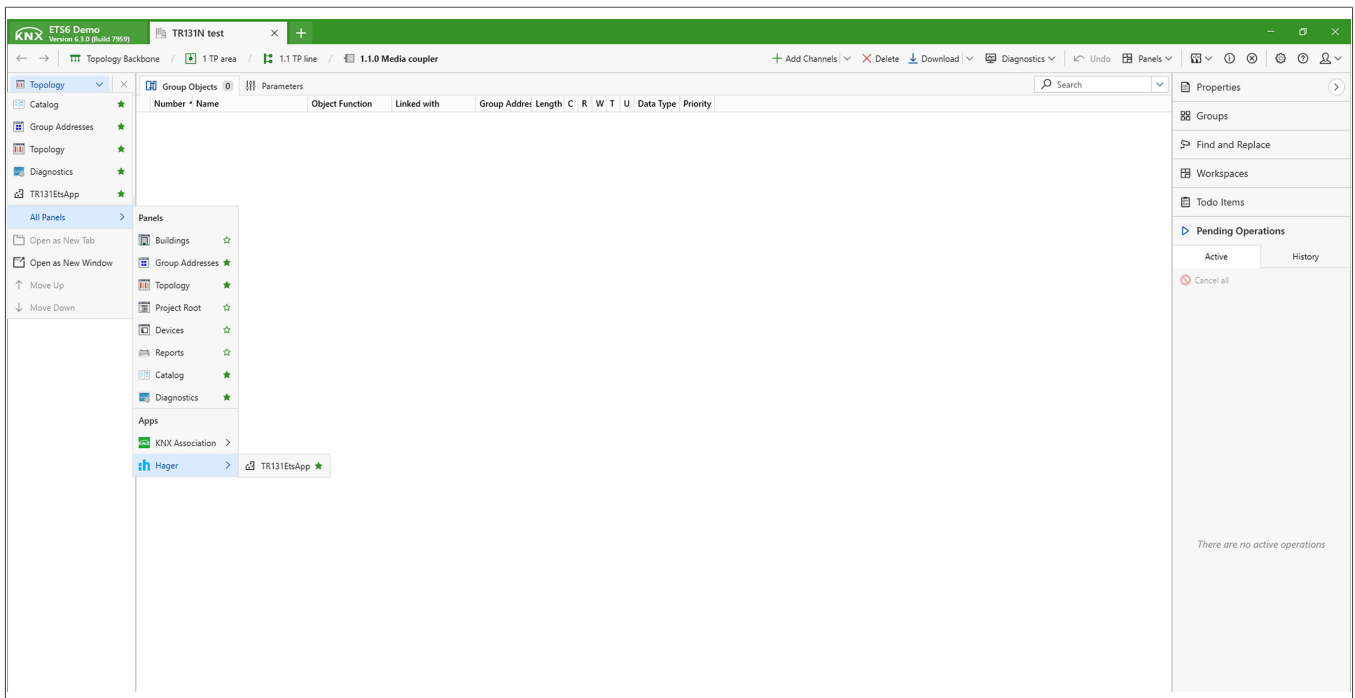 KNX ETS6 Demo
Version 6.3.0 (Build 7959)
TR131N test
Topology Backbone / 1 TP area / 1.1 TP line / 1.1.0 Media coupler
Add Channels Delete Download Diagnostics Undo Panels
Topology
Catalog
Group Addresses
Topology
Diagnostics
TR131EtsApp
All Panels
Open as New Tab
Open as New Window
Move Up
Move Down
Panels
Buildings
Group Addresses
Topology
Project Root
Devices
Reports
Catalog
Diagnostics
Apps
KNX Association
Hager
TR131EtsApp
Group Objects 0 Parameters
Search
Number Name Object Function Linked with Group Addres Length C R W T U Data Type Priority
Properties
Groups
Find and Replace
Workspaces
Todo Items
Pending Operations
Active History
Cancel all
There are no active operations